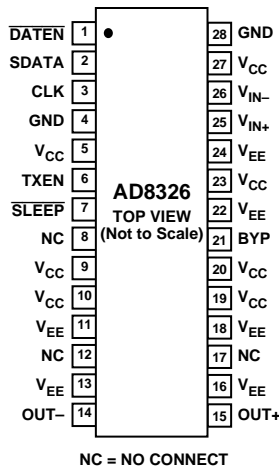 DATEN 1 28 GND
SDATA 2 27 VCC
CLK 3 26 VIN–
GND 4 25 VIN+
VCC 5 24 VEE
TXEN 6 23 VCC
AD8326
SLEEP 7 TOP VIEW 22 VEE
NC 8 (Not to Scale) 21 BYP
VCC 9 20 VCC
VCC 10 19 VCC
VEE 11 18 VEE
NC 12 17 NC
VEE 13 16 VEE
OUT– 14 15 OUT+
NC = NO CONNECT